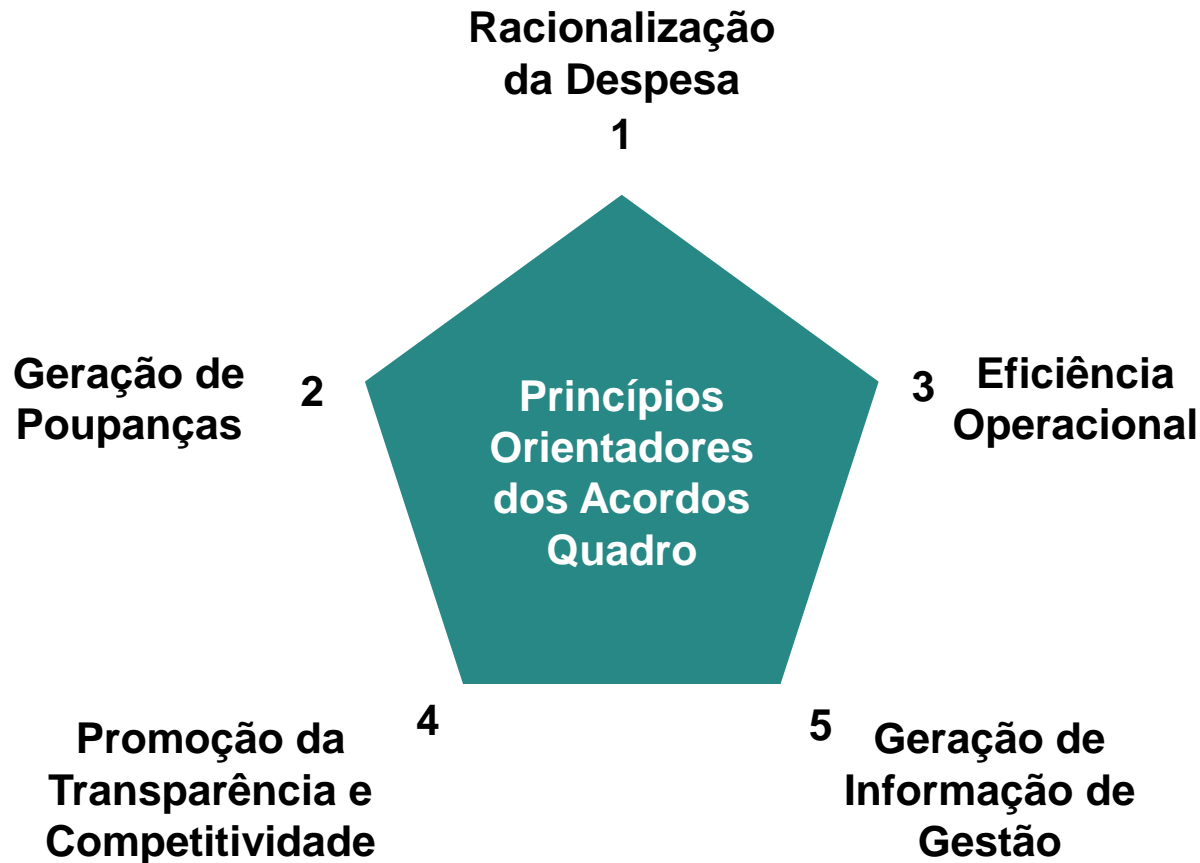 Racionalização
da Despesa
1
Geração de
Poupanças
2
3
Eficiência
Operacional
Princípios
Orientadores
dos Acordos
Quadro
4
Promoção da
Transparência e
Competitividade
5
Geração de
Informação de
Gestão